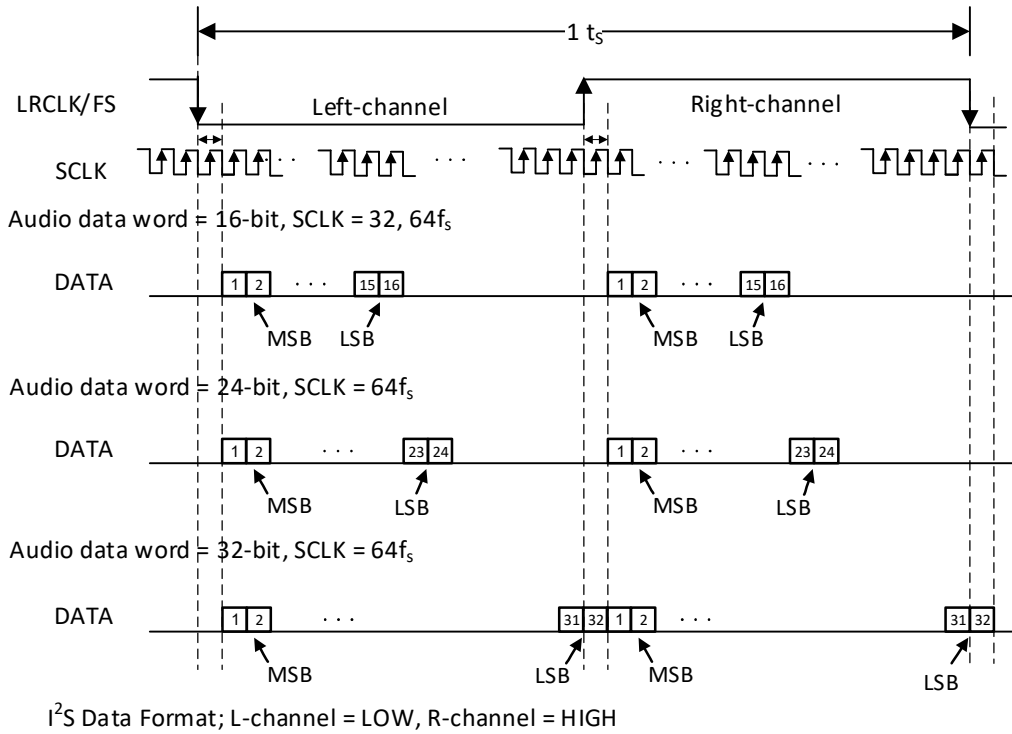 1 tS
LRCLK/FS Left-channel Right-channel
SCLK . . . . . . . . . . . .
Audio data word = 16-bit, SCLK = 32, 64fs
DATA 1 2 . . . 15 16 1 2 . . . 15 16
MSB LSB MSB LSB
Audio data word = 24-bit, SCLK = 64fs
DATA 1 2 . . . 23 24 1 2 . . . 23 24
MSB LSB MSB LSB
Audio data word = 32-bit, SCLK = 64fs
DATA 1 2 . . . 31 32 1 2 . . . 31 32
MSB LSB MSB LSB
I2S Data Format; L-channel = LOW, R-channel = HIGH